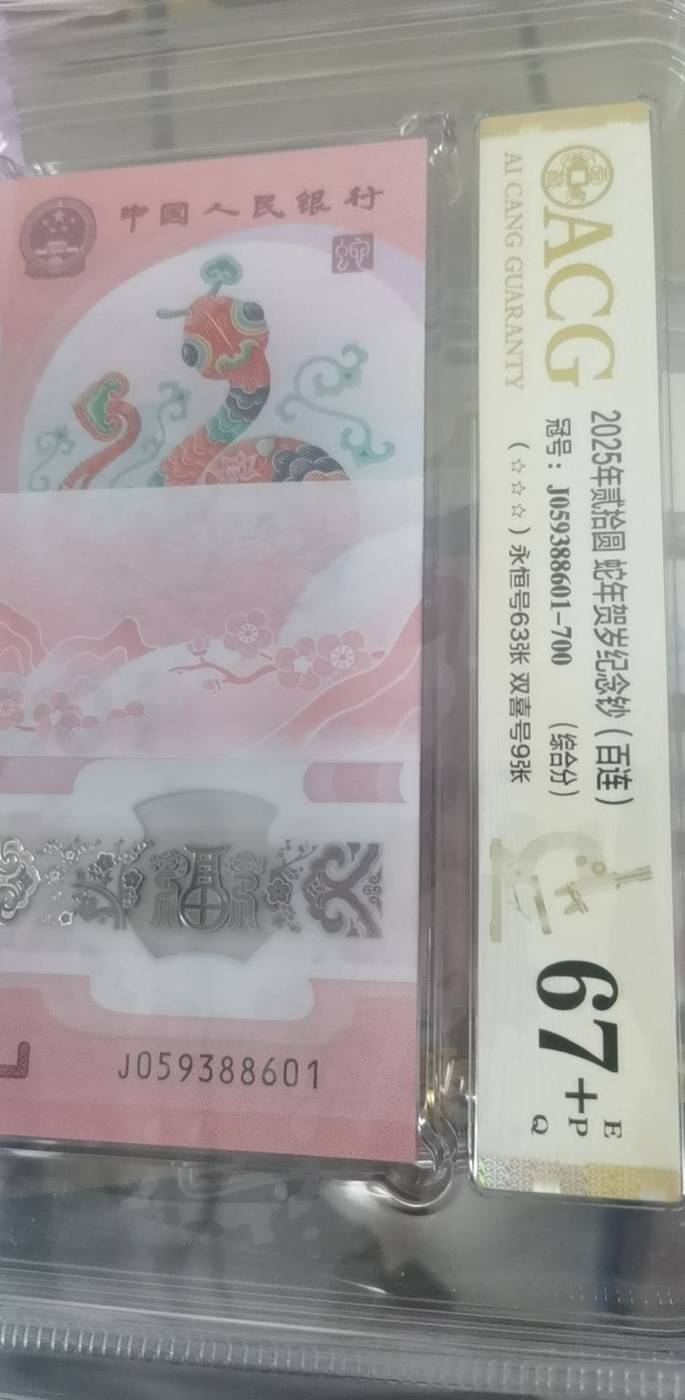 中国人民银行
J059388601
ACG
AI CANG GUARANTY
2025年贰拾圆 蛇年贺岁纪念钞（百连）
冠号：J059388601-700 （综合分）
（☆☆☆）永恒号63张 双喜号9张
67+
E
P
Q